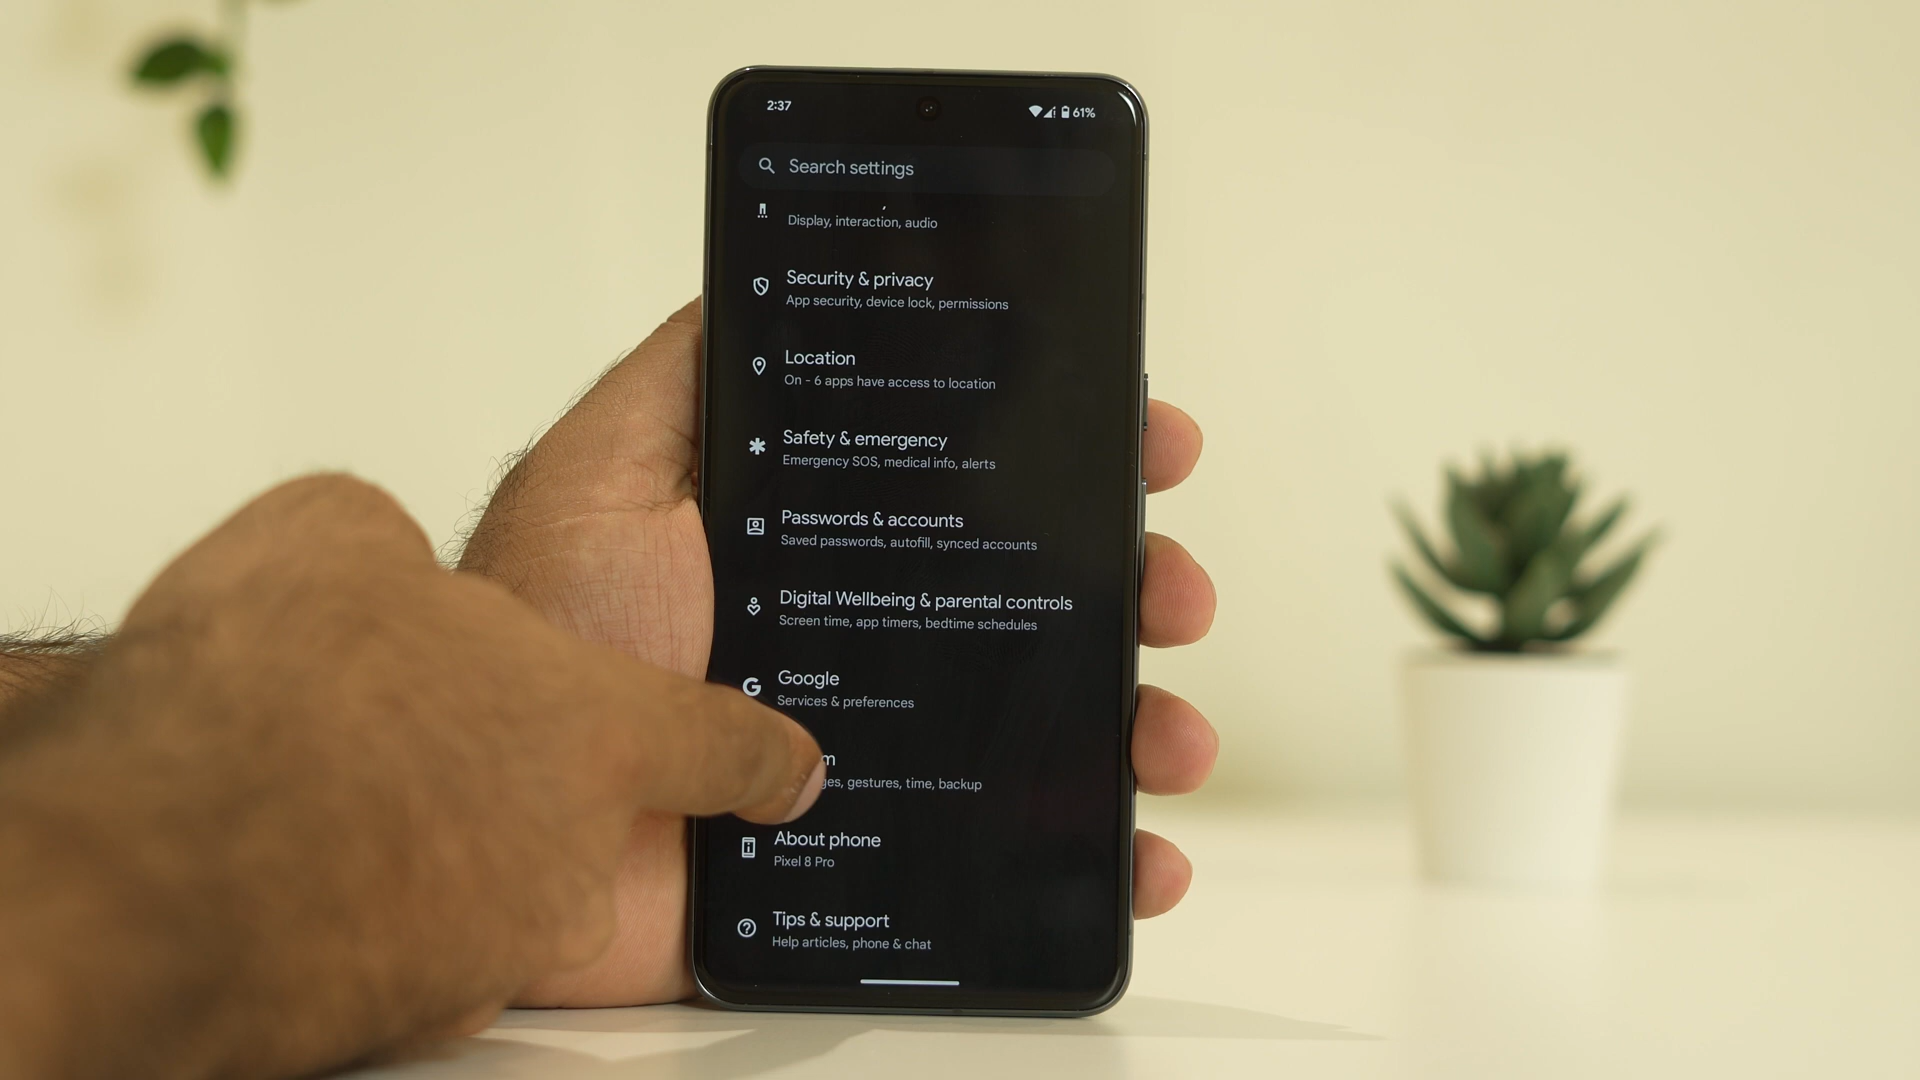 2:37
61%
Search settings
Display, interaction, audio
Security & privacy
App security, device lock, permissions
Location
On - 6 apps have access to location
Safety & emergency
Emergency SOS, medical info, alerts
Passwords & accounts
Saved passwords, autofill, synced accounts
Digital Wellbeing & parental controls
Screen time, app timers, bedtime schedules
Google
Services & preferences
gestures, time, backup
About phone
Pixel 8 Pro
Tips & support
Help articles, phone & chat